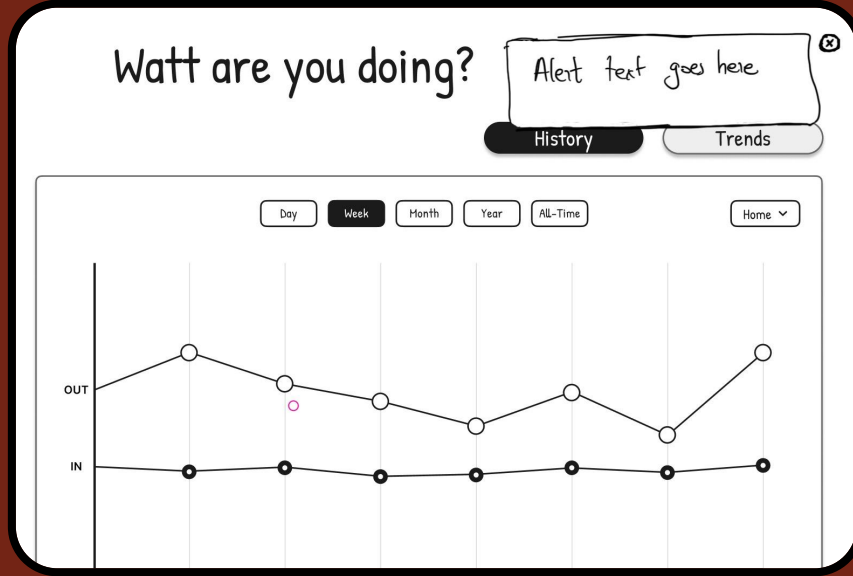 Watt are you doing?
Alert text goes here
History
Trends
Day
Week
Month
Year
All-Time
Home
OUT
IN